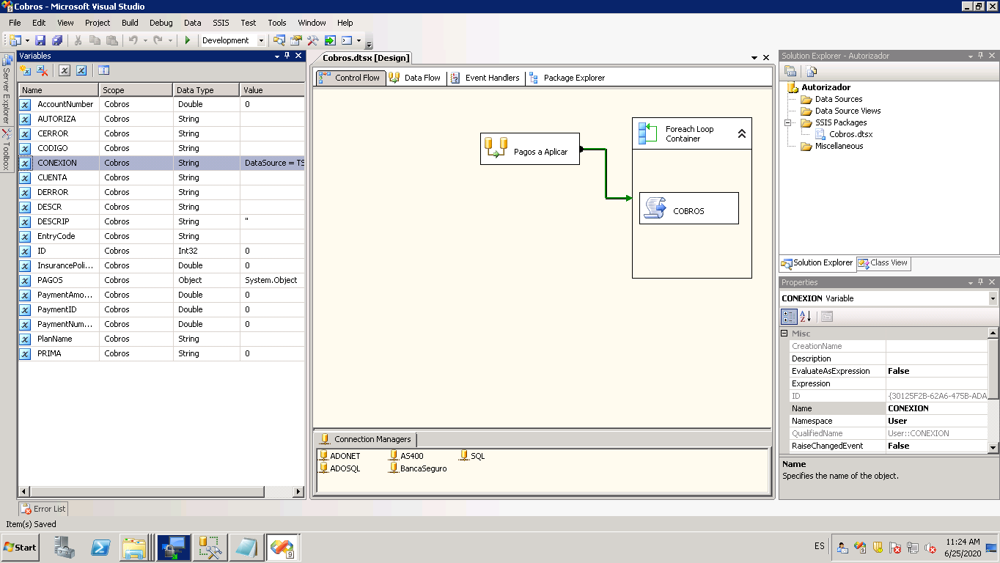 Cobros - Microsoft Visual Studio
File Edit View Project Build Debug Data SSIS Test Tools Window Help
Development
Server Explorer
Toolbox
Variables
Name Scope Data Type Value
AccountNumber Cobros Double 0
AUTORIZA Cobros String
CERROR Cobros String
CODIGO Cobros String
CONEXION Cobros String DataSource = TS
CUENTA Cobros String
DERROR Cobros String
DESCR Cobros String
DESCRIP Cobros String "
EntryCode Cobros String
ID Cobros Int32 0
InsurancePoli... Cobros Double 0
PAGOS Cobros Object System.Object
PaymentAmo... Cobros Double 0
PaymentID Cobros Double 0
PaymentNum... Cobros Double 0
PlanName Cobros String
PRIMA Cobros String 0
Error List
Cobros.dtsx [Design]
Control Flow Data Flow Event Handlers Package Explorer
Pagos a Aplicar
Foreach Loop
Container
COBROS
Connection Managers
ADONET AS400 SQL
ADOSQL BancaSeguro
Solution Explorer - Autorizador
Autorizador
Data Sources
Data Source Views
SSIS Packages
Cobros.dtsx
Miscellaneous
Solution Explorer Class View
Properties
CONEXION Variable
Misc
CreationName
Description
EvaluateAsExpression False
Expression
ID {30125F2B-62A6-475B-ADA
Name CONEXION
Namespace User
QualifiedName User::CONEXION
RaiseChangedEvent False
Name
Specifies the name of the object.
Item(s) Saved
Start
ES
11:24 AM
6/25/2020